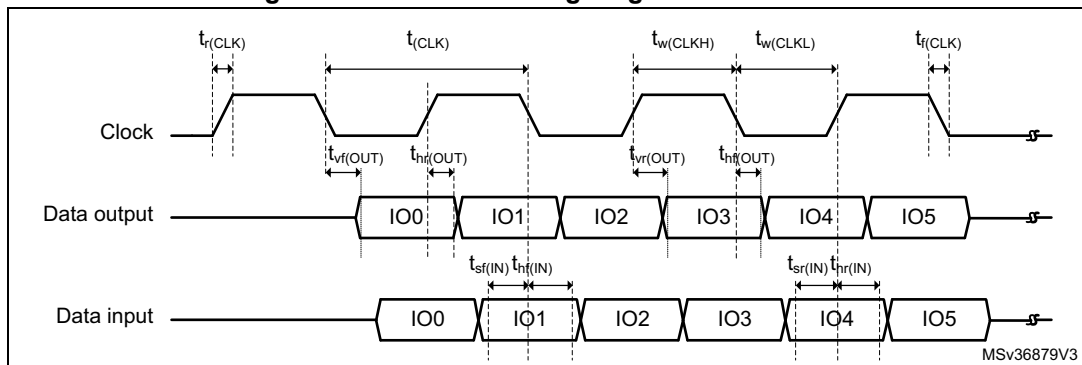 t_r(CLK) t_(CLK) t_w(CLKH) t_w(CLKL) t_f(CLK)
Clock
t_vf(OUT) t_hr(OUT) t_vr(OUT) t_hf(OUT)
Data output IO0 IO1 IO2 IO3 IO4 IO5
t_sf(IN) t_hf(IN) t_sr(IN) t_hr(IN)
Data input IO0 IO1 IO2 IO3 IO4 IO5
MSv36879V3